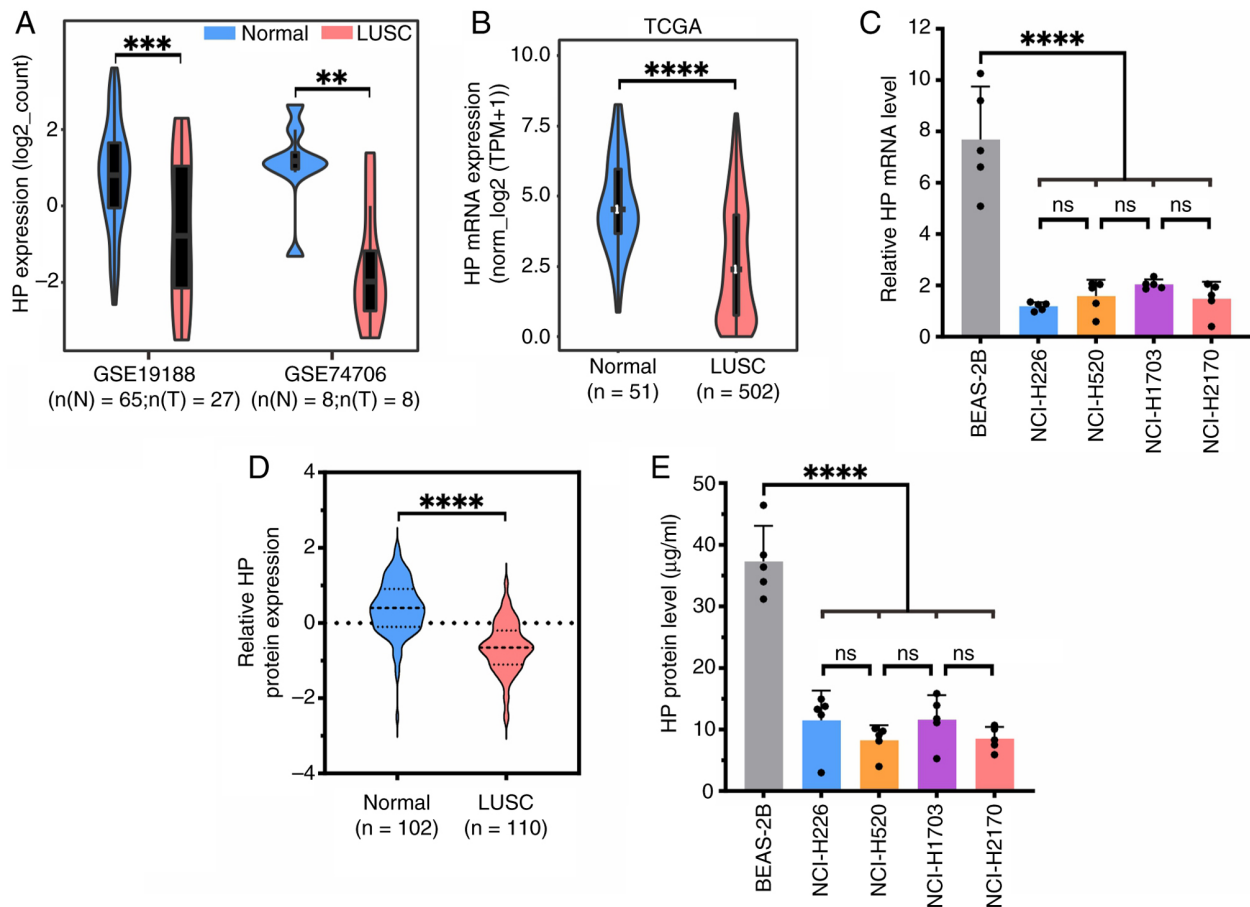 A
Normal
LUSC
***
**
HP expression (log2_count)
2
0
−2
GSE19188
(n(N) = 65;n(T) = 27)
GSE74706
(n(N) = 8;n(T) = 8)
B
TCGA
****
HP mRNA expression
(norm_log2 (TPM+1))
10.0
7.5
5.0
2.5
0.0
1
1
Normal
(n = 51)
LUSC
(n = 502)
C
****
Relative HP mRNA level
12
10
8
6
4
2
0
ns
ns
ns
BEAS-2B
NCI-H226
NCI-H520
NCI-H1703
NCI-H2170
D
****
Relative HP
protein expression
4
2
0
−2
−4
Normal
(n = 102)
LUSC
(n = 110)
E
****
HP protein level (µg/ml)
50
40
30
20
10
0
ns
ns
ns
BEAS-2B
NCI-H226
NCI-H520
NCI-H1703
NCI-H2170